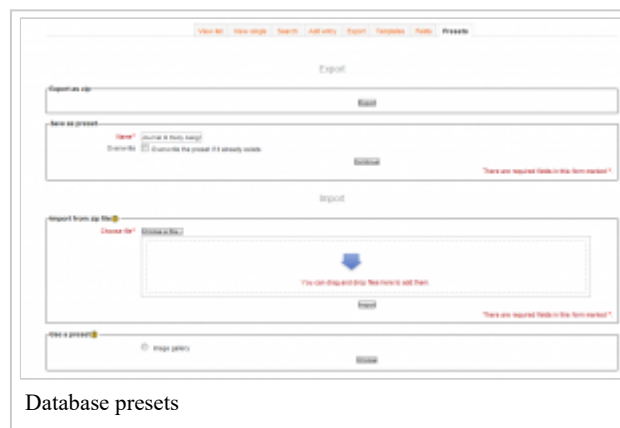 View list View single Search Add entry Export Templates Fields Presets
Export
Export as zip
Export
Save as preset
Name*
Overwrite Overwrite the preset if it already exists
Continue
There are required fields in this form marked *.
Import
Import from zip file
Choose file* Choose a file...
You can drag and drop files here to add them.
Import
There are required fields in this form marked *.
Use a preset
Image gallery
Choose
Database presets